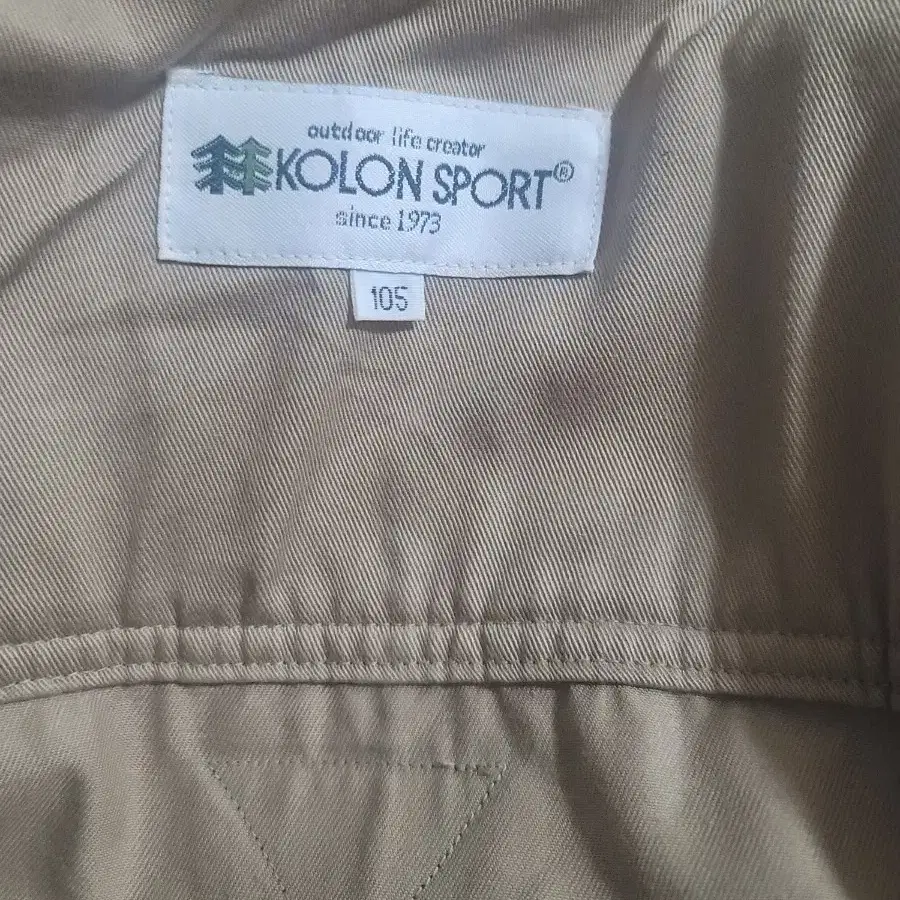 outdoor life creator
KOLON SPORT®
since 1973
105